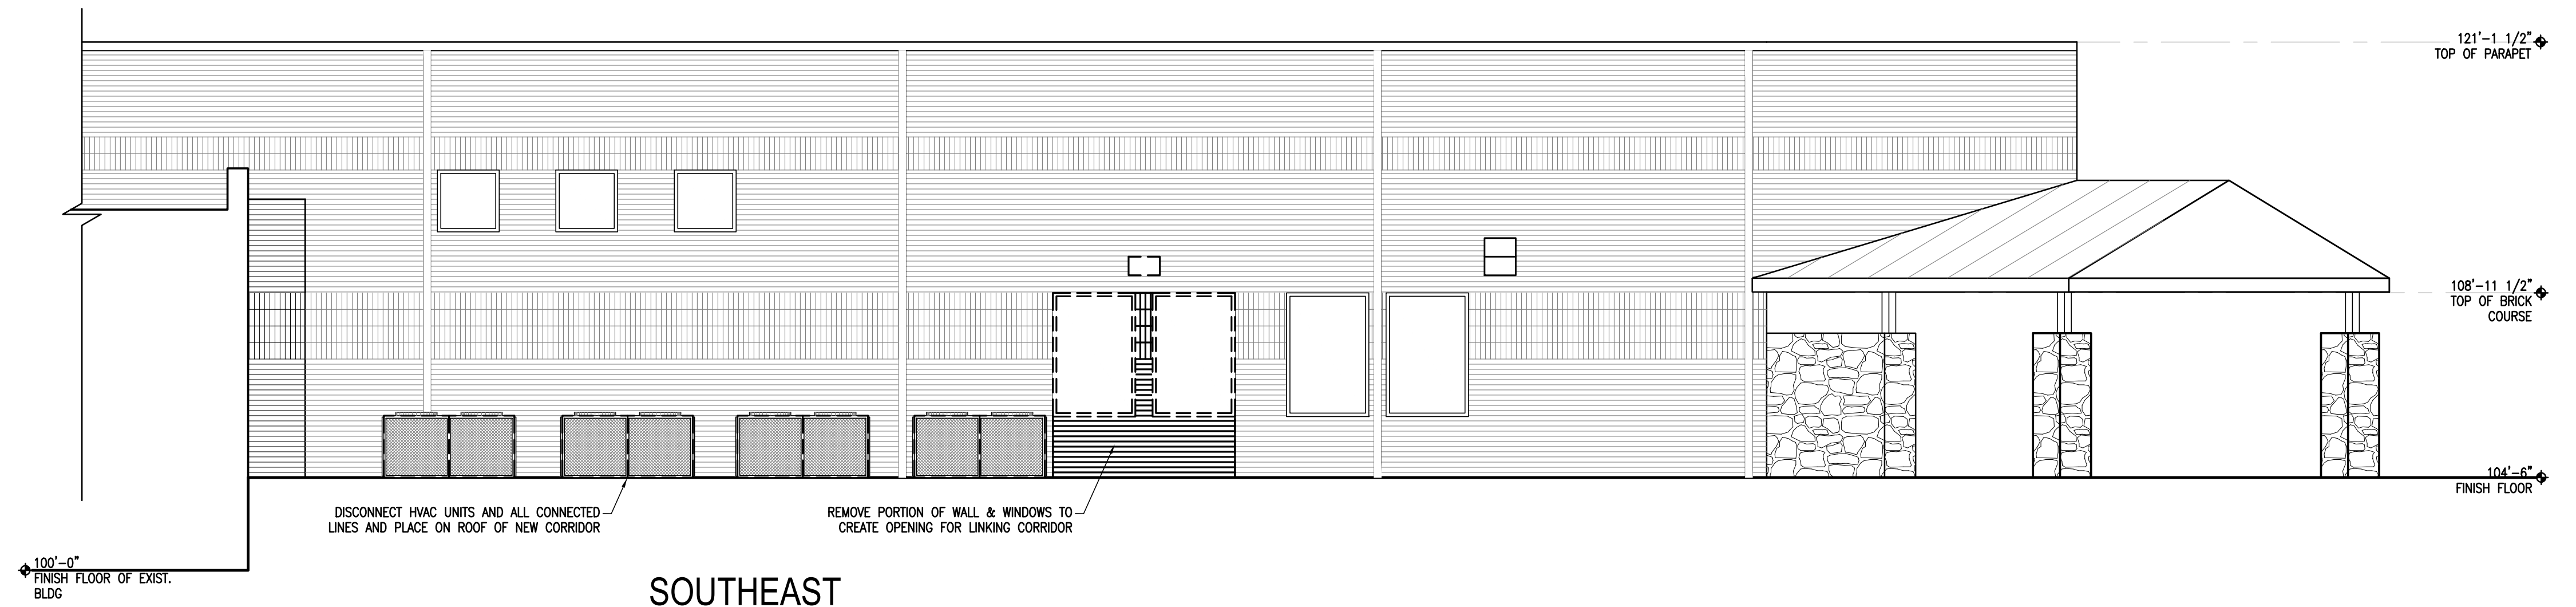 121'-1 1/2"
TOP OF PARAPET
108'-11 1/2"
TOP OF BRICK
COURSE
104'-6"
FINISH FLOOR
DISCONNECT HVAC UNITS AND ALL CONNECTED
LINES AND PLACE ON ROOF OF NEW CORRIDOR
REMOVE PORTION OF WALL & WINDOWS TO
CREATE OPENING FOR LINKING CORRIDOR
100'-0"
FINISH FLOOR OF EXIST.
BLDG
SOUTHEAST